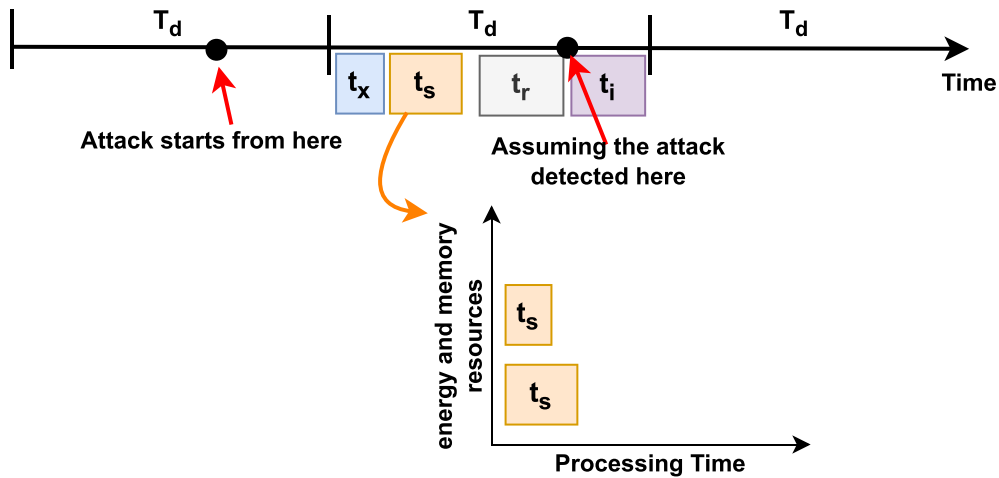 Td Td Td
tx ts tr ti
Time
Attack starts from here
Assuming the attack
detected here
energy and memory
resources
ts
ts
Processing Time